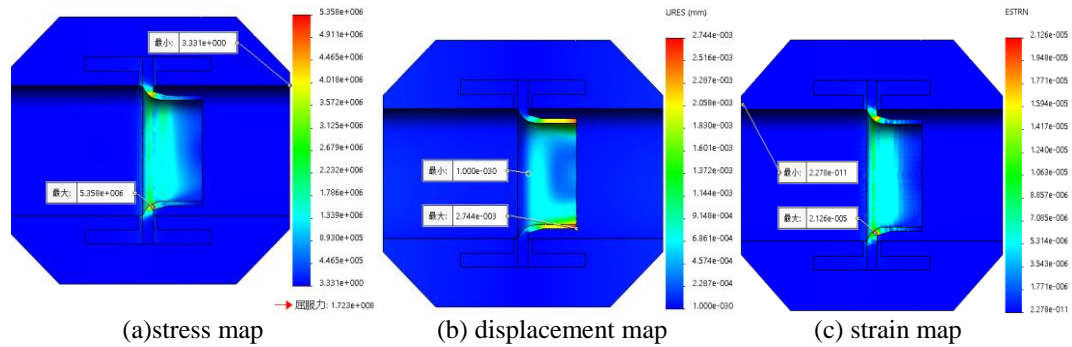 最小: 3.331e+000
最大: 5.358e+006
5.358e+006
4.911e+006
4.465e+006
4.018e+006
3.572e+006
3.125e+006
2.679e+006
2.232e+006
1.786e+006
1.339e+006
8.930e+005
4.465e+005
3.331e+000
屈服力: 1.723e+008
(a)stress map
URES (mm)
最小: 1.000e-030
最大: 2.744e-003
2.744e-003
2.515e-003
2.287e-003
2.058e-003
1.830e-003
1.601e-003
1.372e-003
1.144e-003
9.148e-004
6.861e-004
4.574e-004
2.287e-004
1.000e-030
(b) displacement map
ESTRN
最小: 2.278e-011
最大: 2.126e-005
2.126e-005
1.948e-005
1.771e-005
1.594e-005
1.417e-005
1.240e-005
1.063e-005
8.857e-006
7.085e-006
5.314e-006
3.543e-006
1.771e-006
2.278e-011
(c) strain map